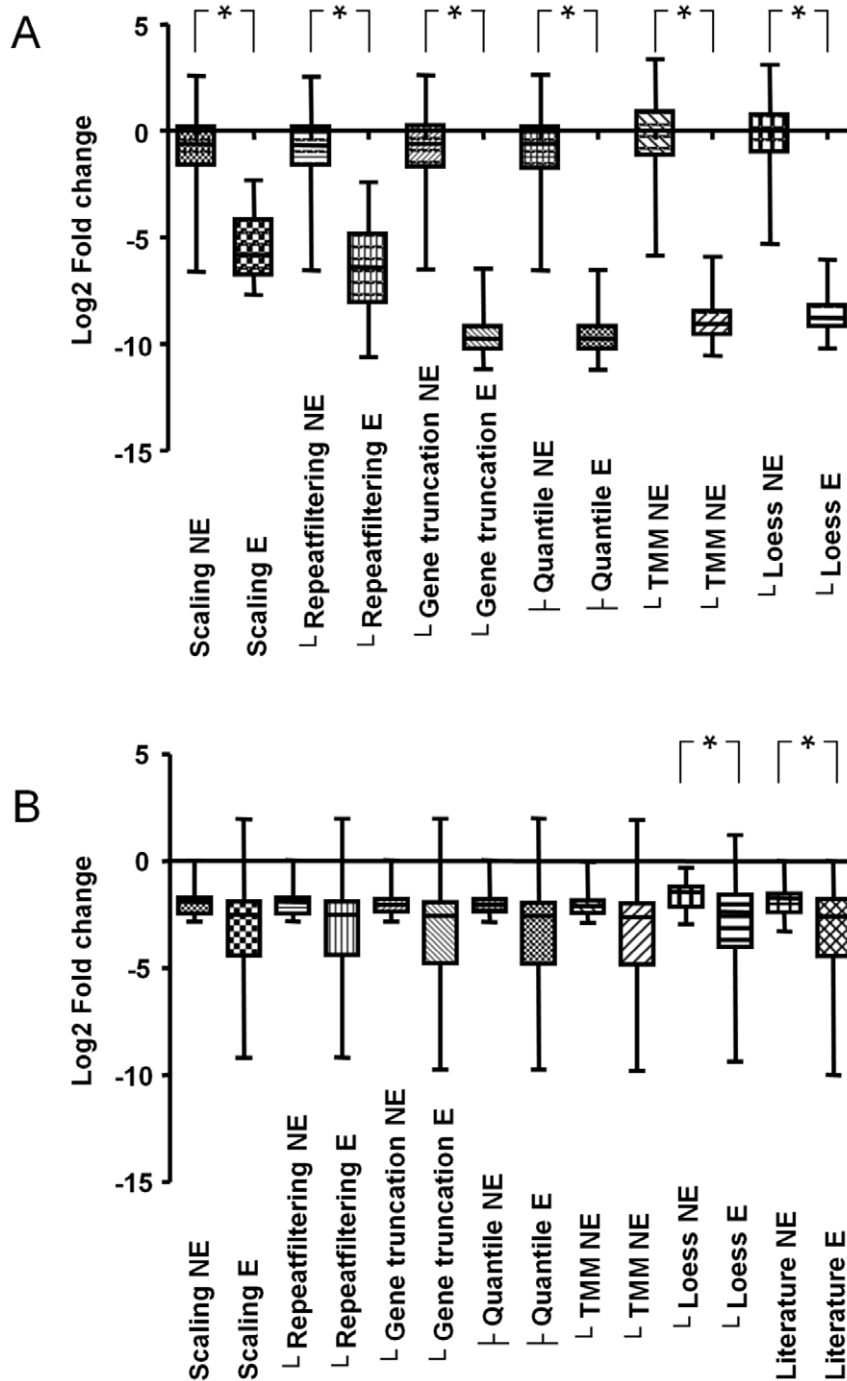 A
* * * * * *
5
0
-5
-10
-15
Log2 Fold change
Scaling NE
Scaling E
Repeatfiltering NE
Repeatfiltering E
Gene truncation NE
Gene truncation E
Quantile NE
Quantile E
TMM NE
TMM NE
Loess NE
Loess E
B
* *
5
0
-5
-10
-15
Log2 Fold change
Scaling NE
Scaling E
Repeatfiltering NE
Repeatfiltering E
Gene truncation NE
Gene truncation E
Quantile NE
Quantile E
TMM NE
TMM NE
Loess NE
Loess E
Literature NE
Literature E